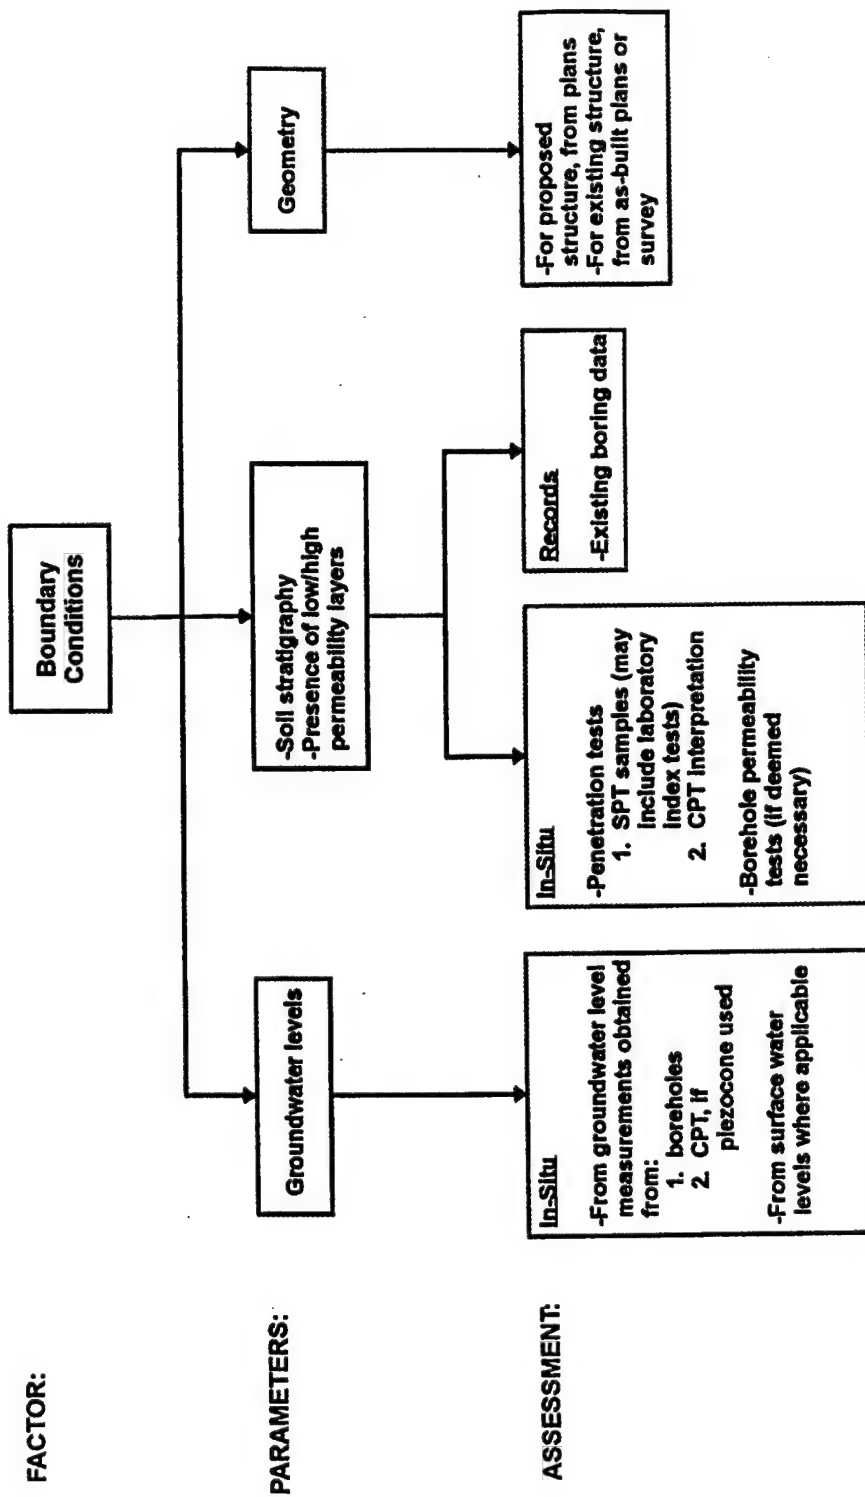 FACTOR:
Boundary
Conditions
PARAMETERS:
Groundwater levels
-Soil stratigraphy
-Presence of low/high
permeability layers
Geometry
ASSESSMENT:
In-Situ
-From groundwater level
measurements obtained
from:
1. boreholes
2. CPT, if
piezocone used
-From surface water
levels where applicable
In-Situ
-Penetration tests
1. SPT samples (may
include laboratory
index tests)
2. CPT interpretation
-Borehole permeability
tests (if deemed
necessary)
Records
-Existing boring data
-For proposed
structure, from plans
-For existing structure,
from as-built plans or
survey